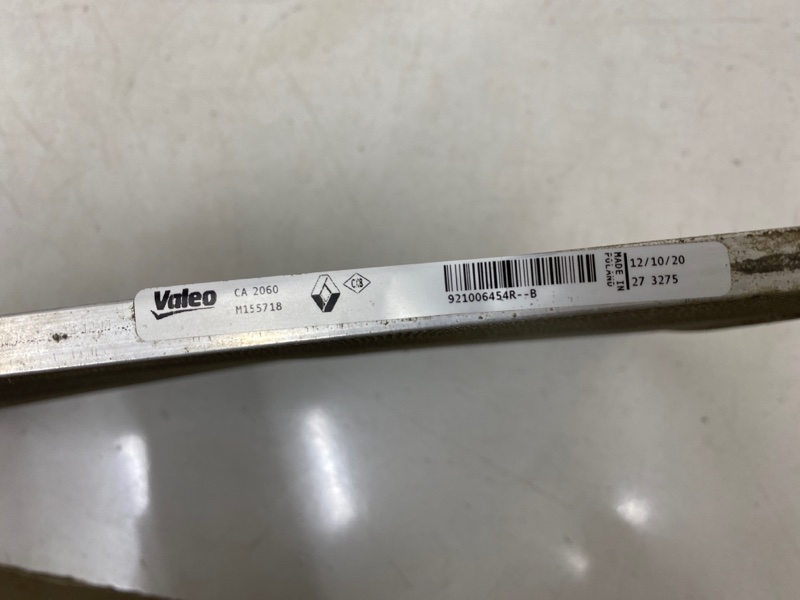 Valeo
CA 2060
M155718
921006454R--B
MADE IN
POLAND
12/10/20
27 3275